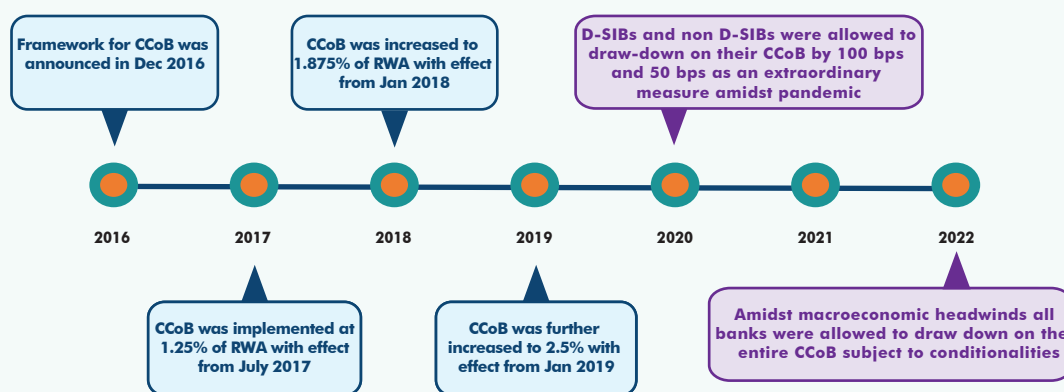 Framework for CCoB was
announced in Dec 2016
CCoB was increased to
1.875% of RWA with effect
from Jan 2018
D-SIBs and non D-SIBs were allowed to
draw-down on their CCoB by 100 bps
and 50 bps as an extraordinary
measure amidst pandemic
2016
2017
2018
2019
2020
2021
2022
CCoB was implemented at
1.25% of RWA with effect
from July 2017
CCoB was further
increased to 2.5% with
effect from Jan 2019
Amidst macroeconomic headwinds all
banks were allowed to draw down on
entire CCoB subject to conditionalities